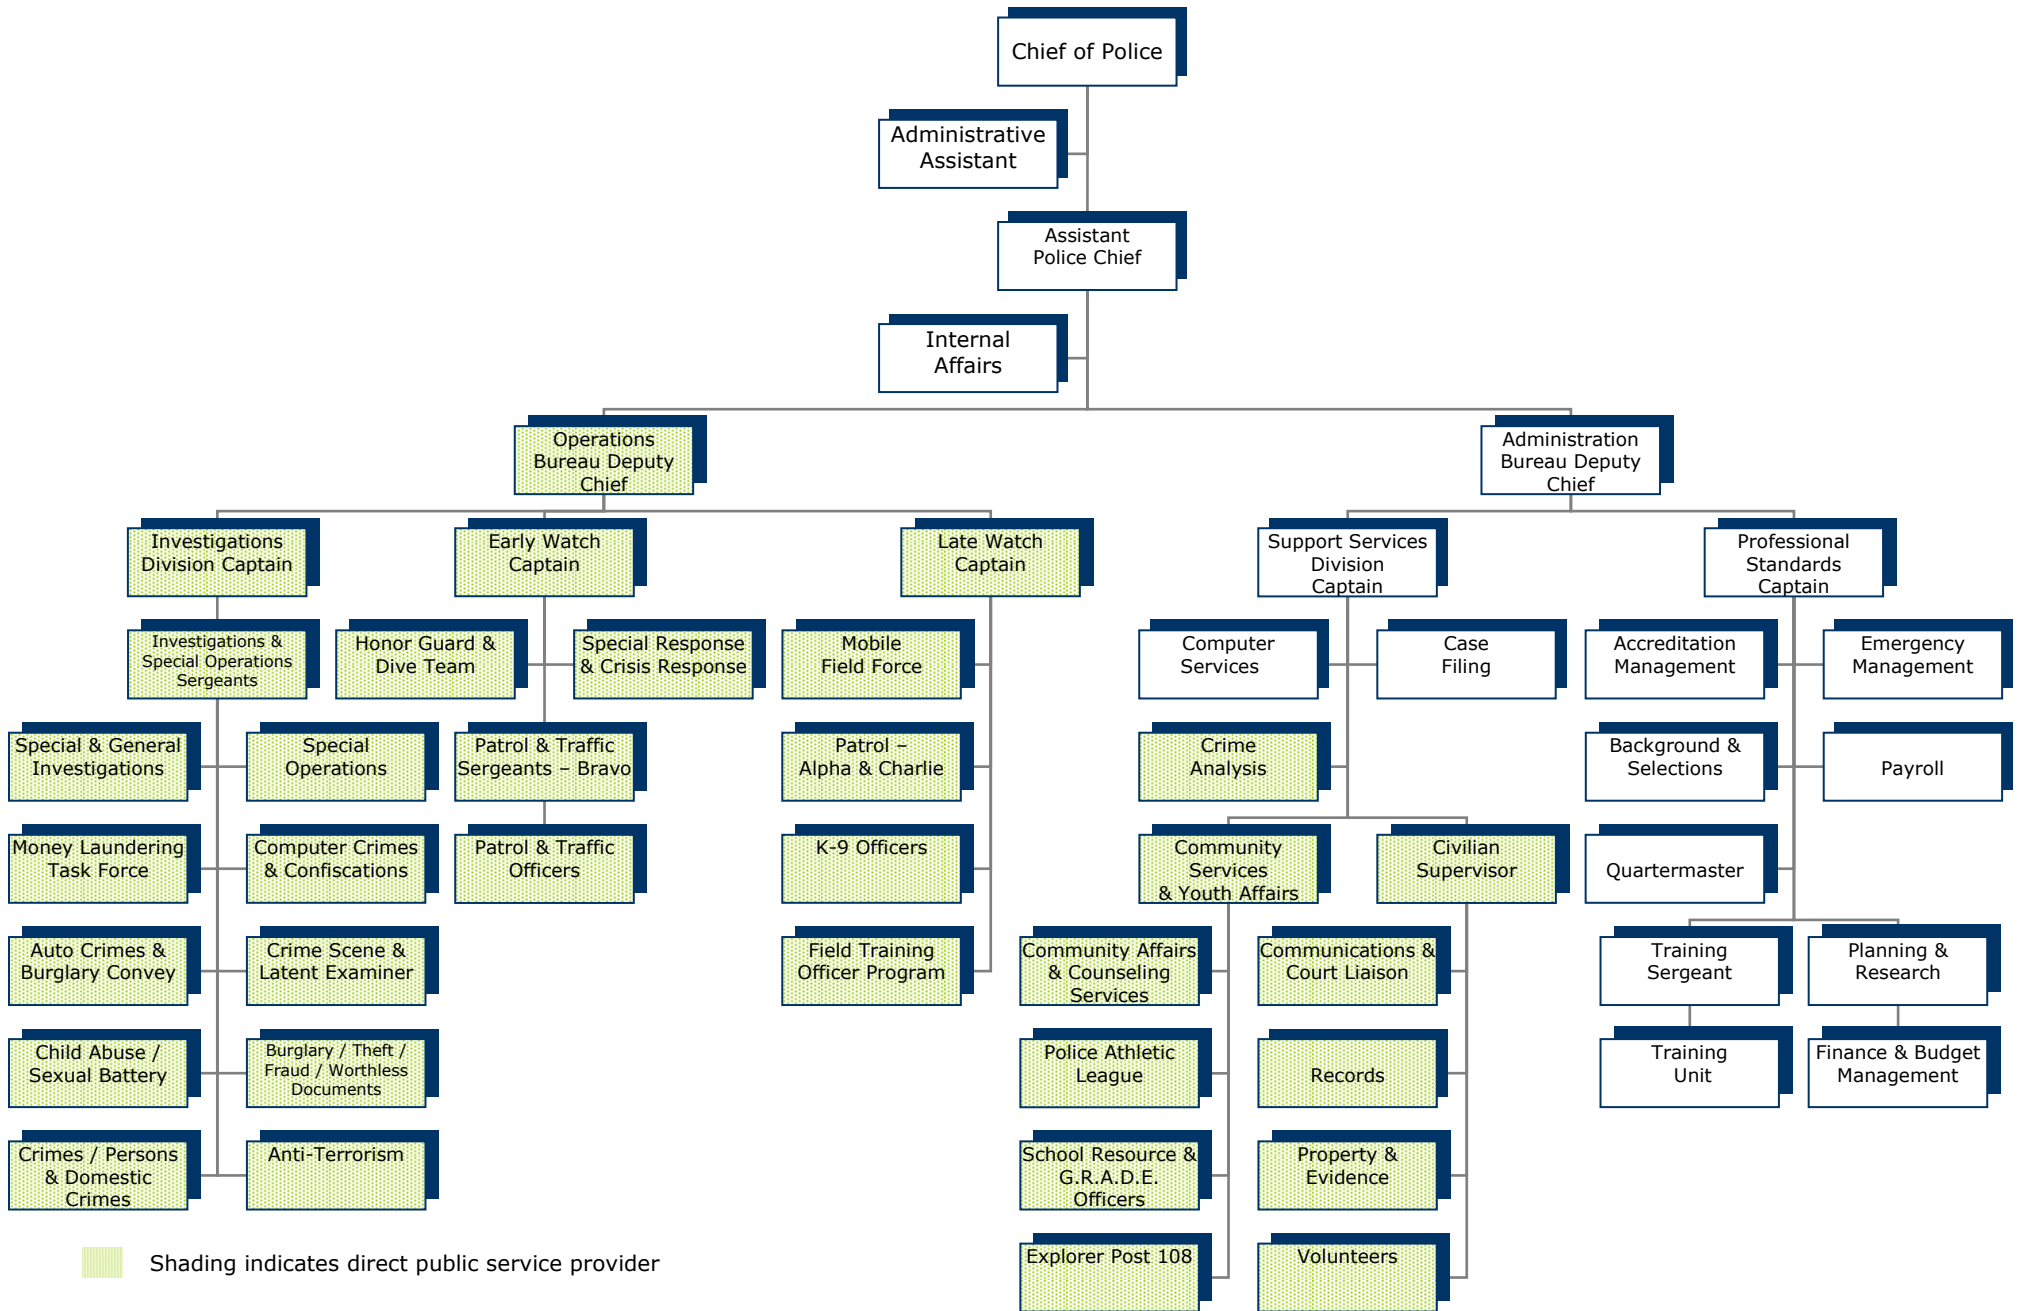 Chief of Police
Administrative
Assistant
Assistant
Police Chief
Internal
Affairs
Operations
Bureau Deputy
Chief
Administration
Bureau Deputy
Chief
Investigations
Division Captain
Early Watch
Captain
Late Watch
Captain
Support Services
Division
Captain
Professional
Standards
Captain
Investigations &
Special Operations
Sergeants
Honor Guard &
Dive Team
Special Response
& Crisis Response
Mobile
Field Force
Computer
Services
Case
Filing
Accreditation
Management
Emergency
Management
Special & General
Investigations
Special
Operations
Patrol & Traffic
Sergeants – Bravo
Patrol –
Alpha & Charlie
Crime
Analysis
Background &
Selections
Payroll
Money Laundering
Task Force
Computer Crimes
& Confiscations
Patrol & Traffic
Officers
K-9 Officers
Community
Services
& Youth Affairs
Civilian
Supervisor
Quartermaster
Auto Crimes &
Burglary Convey
Crime Scene &
Latent Examiner
Field Training
Officer Program
Community Affairs
& Counseling
Services
Communications &
Court Liaison
Training
Sergeant
Planning &
Research
Child Abuse /
Sexual Battery
Burglary / Theft /
Fraud / Worthless
Documents
Police Athletic
League
Records
Training
Unit
Finance & Budget
Management
Crimes / Persons
& Domestic
Crimes
Anti-Terrorism
School Resource &
G.R.A.D.E.
Officers
Property &
Evidence
Explorer Post 108
Volunteers
Shading indicates direct public service provider